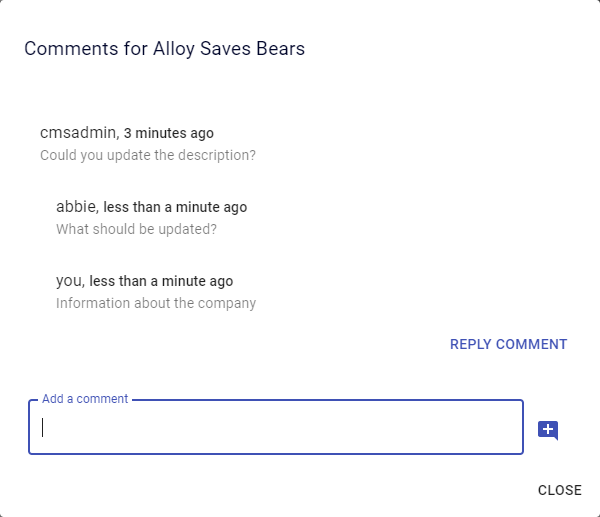 Comments for Alloy Saves Bears
cmsadmin, 3 minutes ago
Could you update the description?
abbie, less than a minute ago
What should be updated?
you, less than a minute ago
Information about the company
REPLY COMMENT
Add a comment
CLOSE